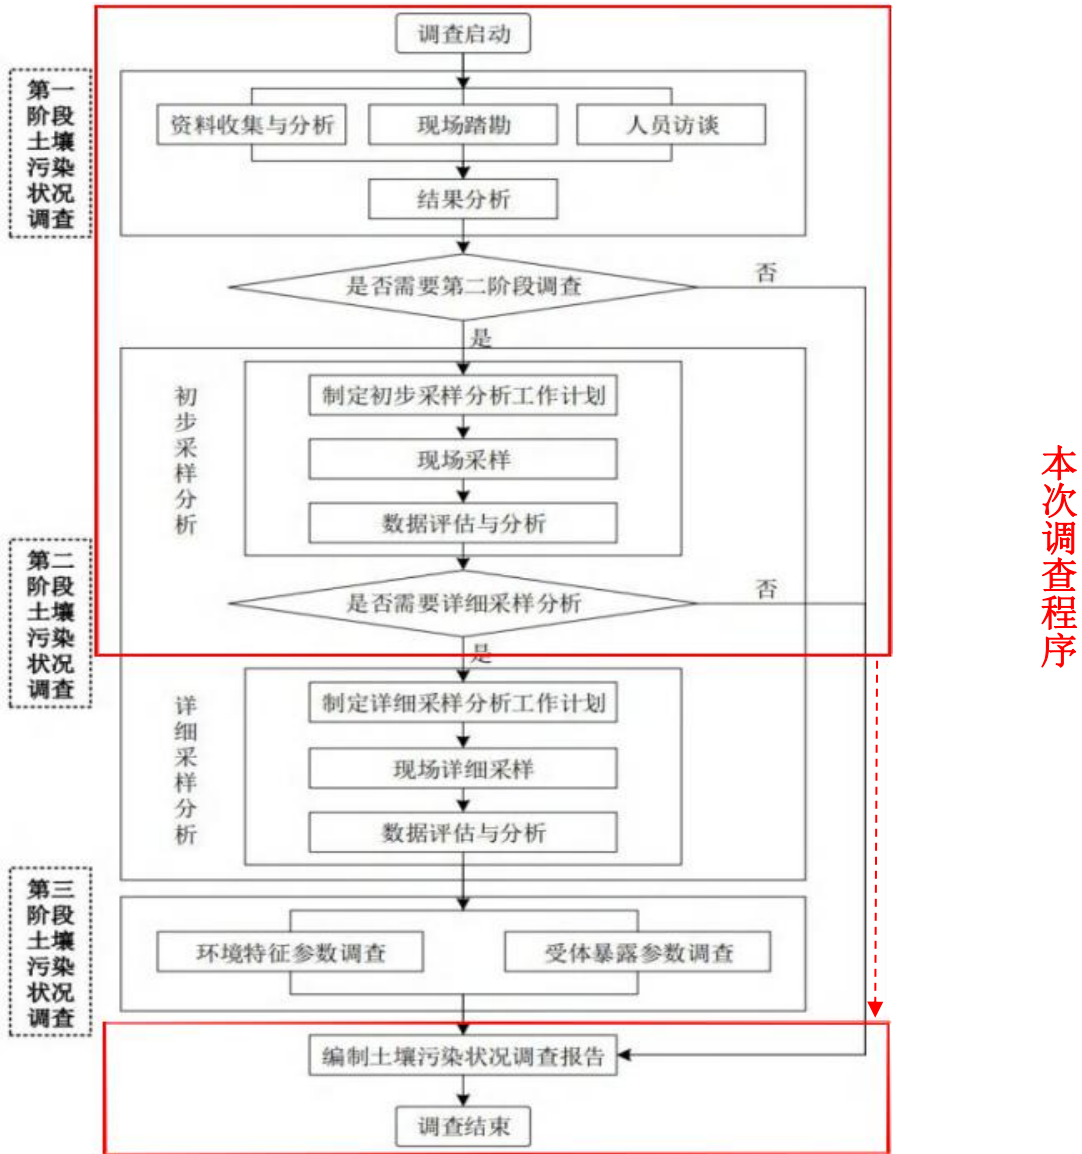 调查启动
第一阶段土壤污染状况调查
资料收集与分析
现场踏勘
人员访谈
结果分析
是否需要第二阶段调查
否
是
初步采样分析
制定初步采样分析工作计划
现场采样
数据评估与分析
第二阶段土壤污染状况调查
是否需要详细采样分析
否
是
详细采样分析
制定详细采样分析工作计划
现场详细采样
数据评估与分析
第三阶段土壤污染状况调查
环境特征参数调查
受体暴露参数调查
编制土壤污染状况调查报告
调查结束
本次调查程序